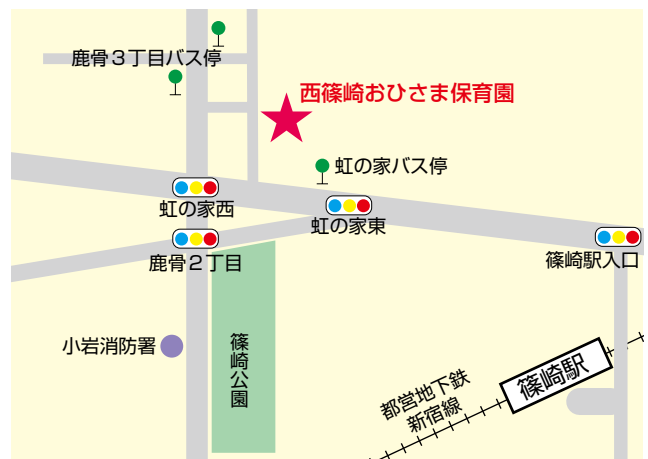 鹿骨３丁目バス停
西篠崎おひさま保育園
虹の家バス停
虹の家西
虹の家東
鹿骨２丁目
篠崎駅入口
小岩消防署
篠崎公園
篠崎駅
都営地下鉄
新宿線